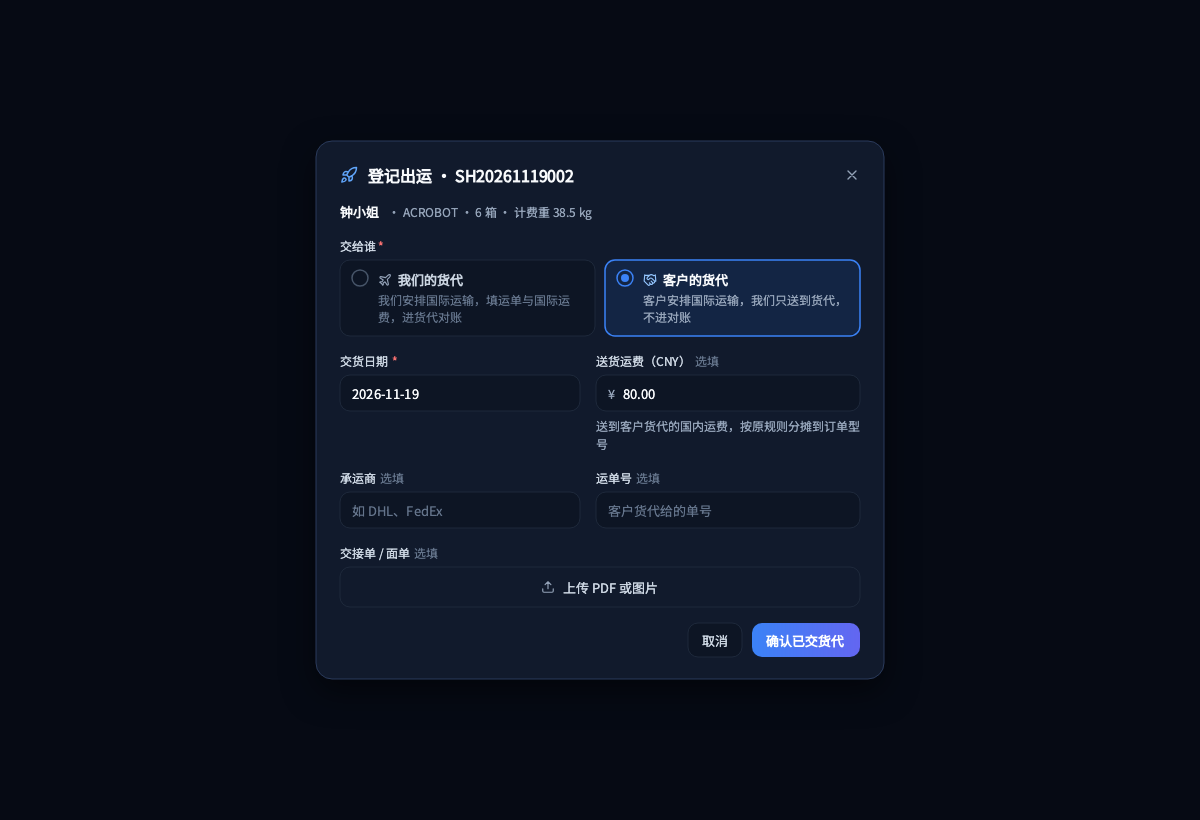 登记出运 · SH20261119002
钟小姐 · ACROBOT · 6 箱 · 计费重 38.5 kg
交给谁 *
我们的货代
我们安排国际运输，填运单与国际运
费，进货代对账
客户的货代
客户安排国际运输，我们只送到货代，
不进对账
交货日期 *
2026-11-19
送货运费（CNY） 选填
¥ 80.00
送到客户货代的国内运费，按原规则分摊到订单型
号
承运商 选填
如 DHL、FedEx
运单号 选填
客户货代给的单号
交接单 / 面单 选填
上传 PDF 或图片
取消
确认已交货代